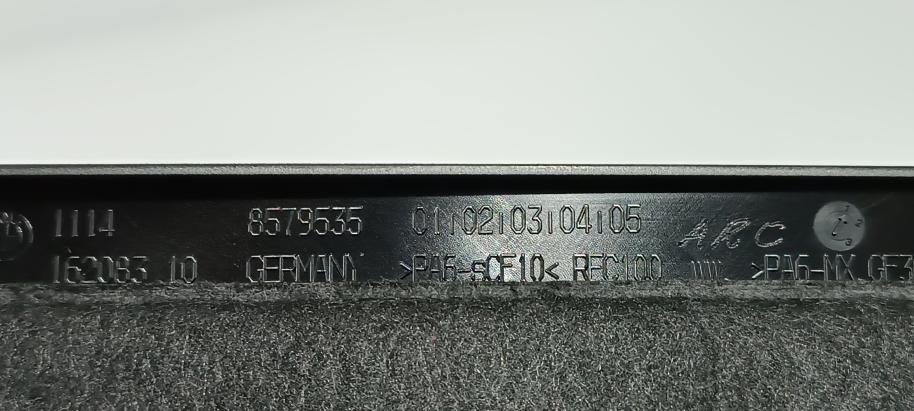 1114 8579535 01 02 03 04 05 ARC
162083 10 GERMANY >PA6-sCF10< REC100 >PA6-MX GF3